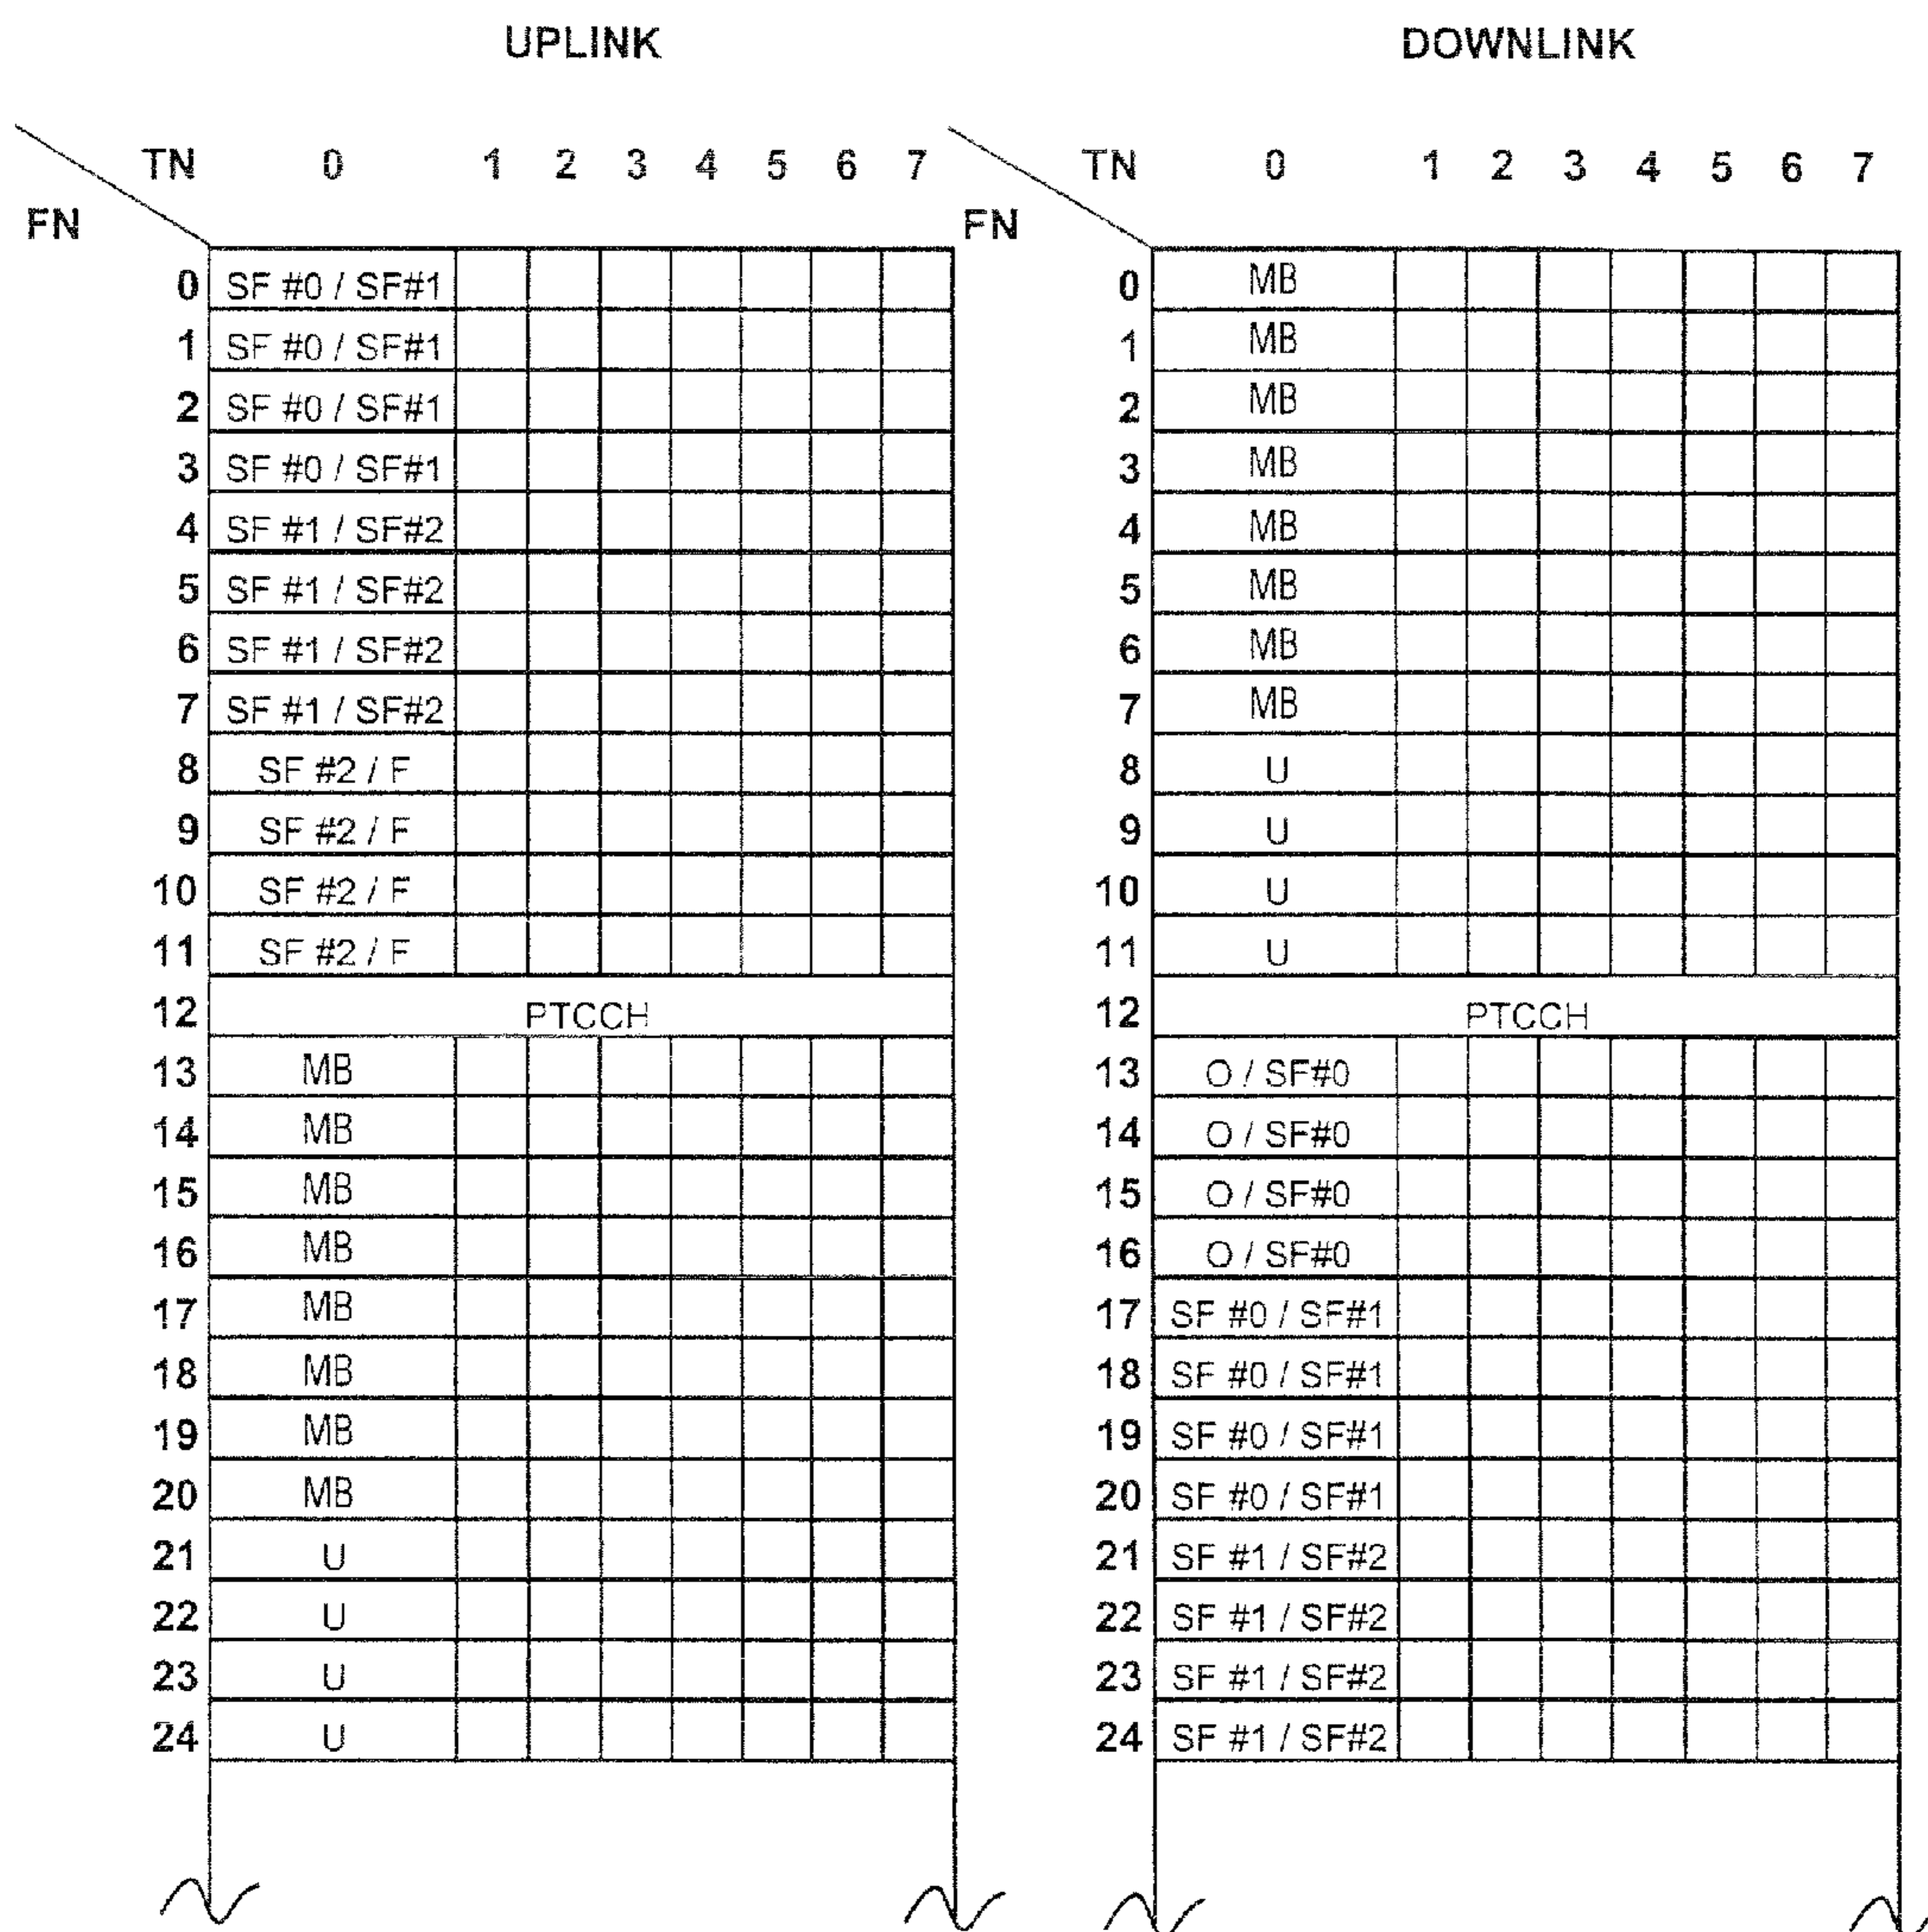 UPLINK DOWNLINK
TN 0 1 2 3 4 5 6 7 TN 0 1 2 3 4 5 6 7
FN FN
0 SF #0 / SF#1 0 MB
1 SF #0 / SF#1 1 MB
2 SF #0 / SF#1 2 MB
3 SF #0 / SF#1 3 MB
4 SF #1 / SF#2 4 MB
5 SF #1 / SF#2 5 MB
6 SF #1 / SF#2 6 MB
7 SF #1 / SF#2 7 MB
8 SF #2 / F 8 U
9 SF #2 / F 9 U
10 SF #2 / F 10 U
11 SF #2 / F 11 U
12 PTCCH 12 PTCCH
13 MB 13 O / SF#0
14 MB 14 O / SF#0
15 MB 15 O / SF#0
16 MB 16 O / SF#0
17 MB 17 SF #0 / SF#1
18 MB 18 SF #0 / SF#1
19 MB 19 SF #0 / SF#1
20 MB 20 SF #0 / SF#1
21 U 21 SF #1 / SF#2
22 U 22 SF #1 / SF#2
23 U 23 SF #1 / SF#2
24 U 24 SF #1 / SF#2